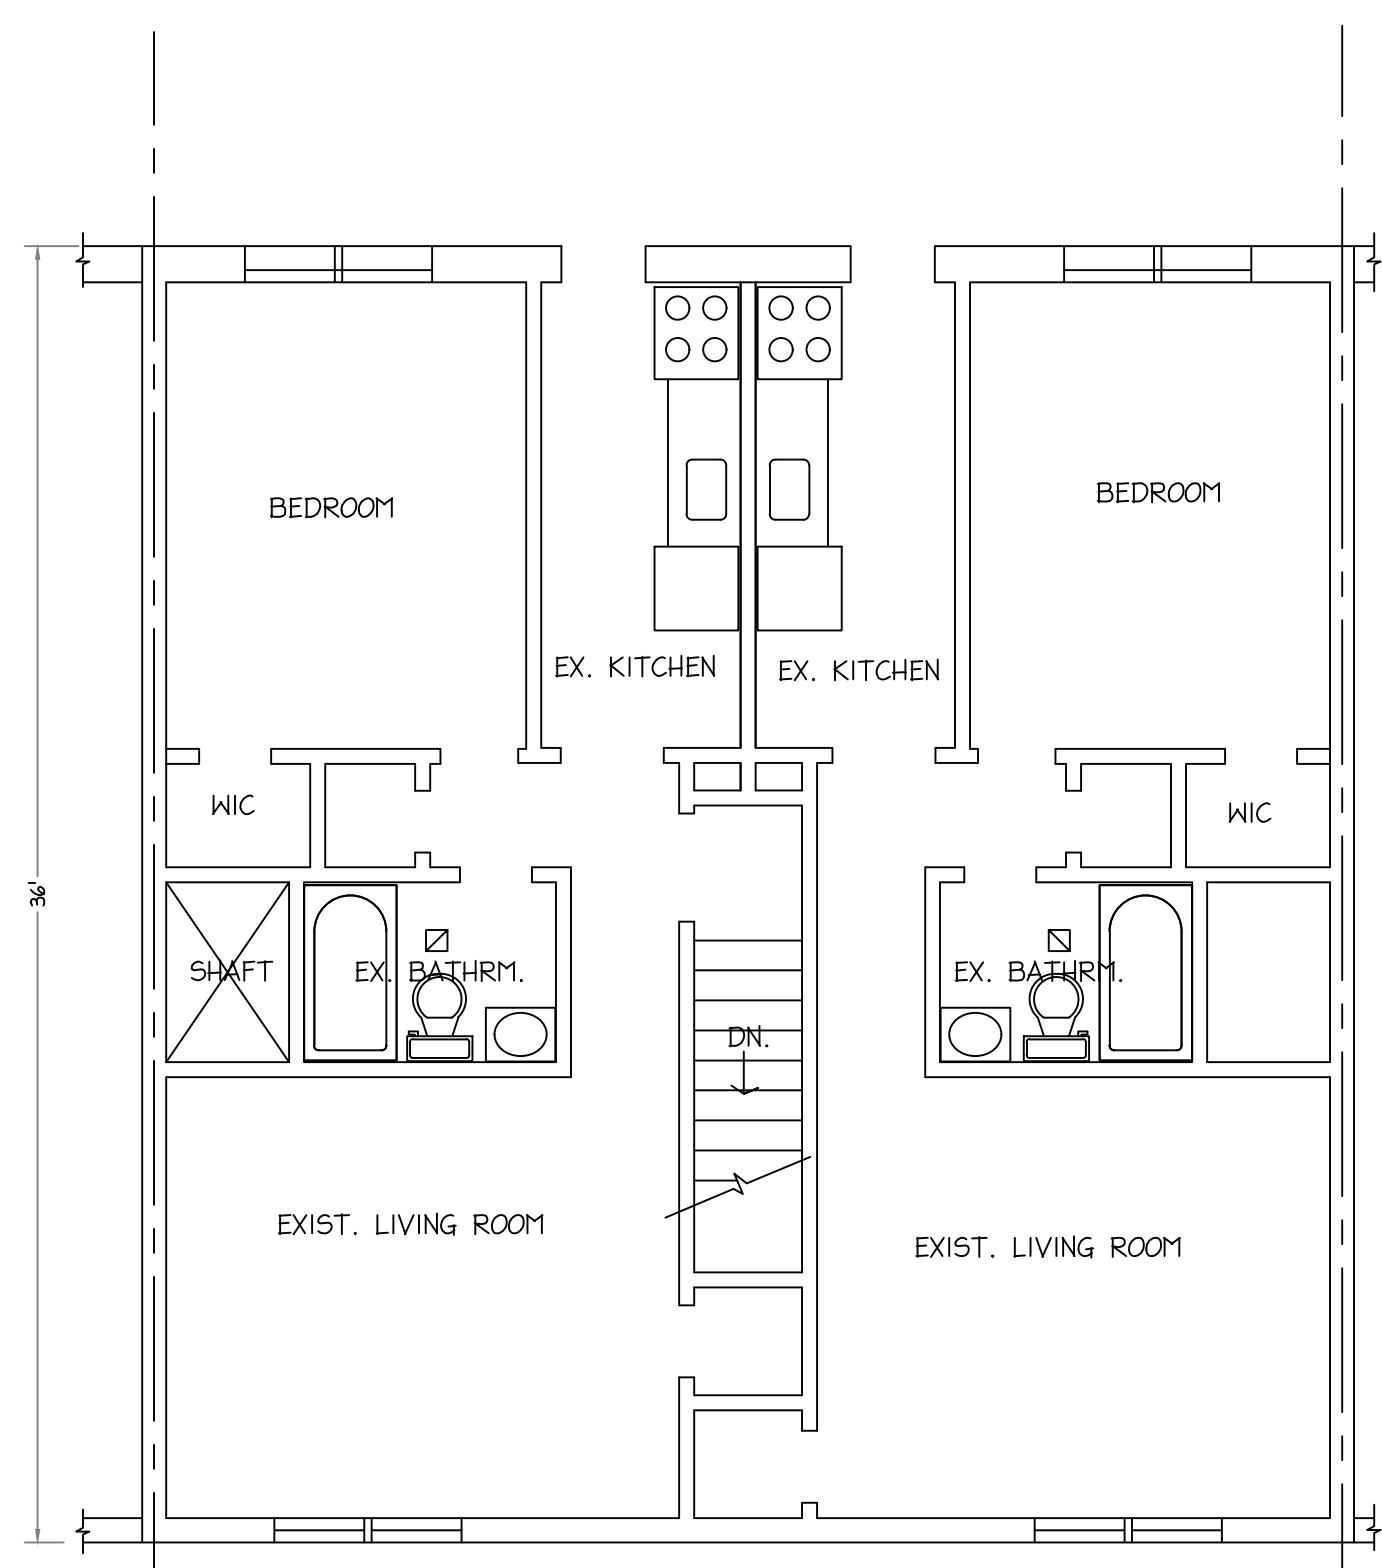 BEDROOM
BEDROOM
EX. KITCHEN
EX. KITCHEN
WIC
WIC
36'
SHAFT
EX. BATHRM.
EX. BATHRM.
DN.
EXIST. LIVING ROOM
EXIST. LIVING ROOM